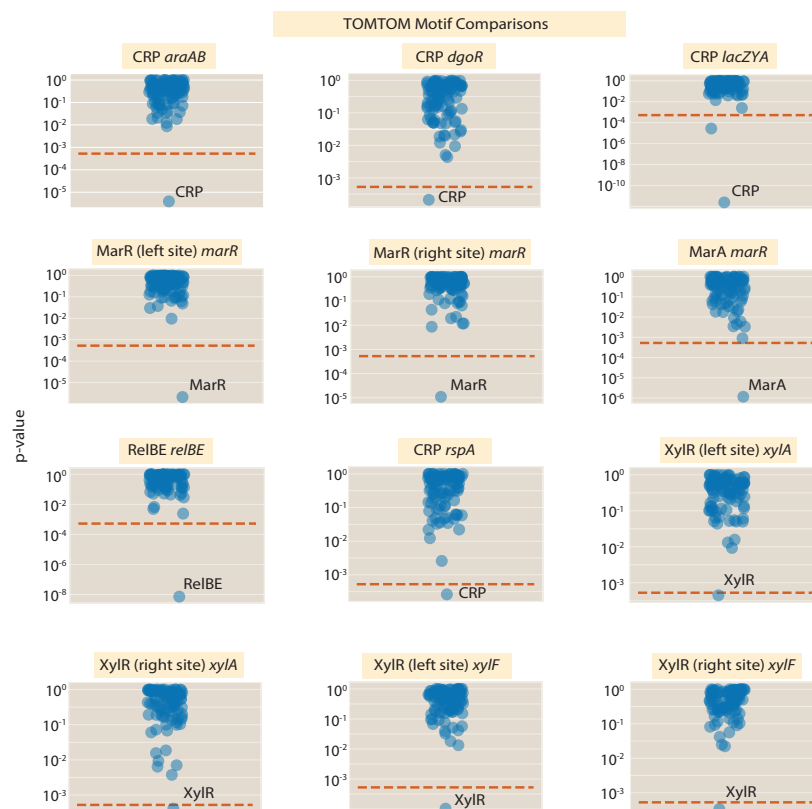 TOMTOM Motif Comparisons
CRP araAB
CRP dgoR
CRP lacZYA
10⁰
10⁻¹
10⁻²
10⁻³
10⁻⁴
10⁻⁵
CRP
10⁰
10⁻¹
10⁻²
10⁻³
CRP
10⁰
10⁻²
10⁻⁴
10⁻⁶
10⁻⁸
10⁻¹⁰
CRP
MarR (left site) marR
MarR (right site) marR
MarA marR
10⁰
10⁻¹
10⁻²
10⁻³
10⁻⁴
10⁻⁵
MarR
10⁰
10⁻¹
10⁻²
10⁻³
10⁻⁴
10⁻⁵
MarR
10⁰
10⁻¹
10⁻²
10⁻³
10⁻⁴
10⁻⁵
10⁻⁶
MarA
p-value
RelBE relBE
CRP rspA
XylR (left site) xylA
10⁰
10⁻²
10⁻⁴
10⁻⁶
10⁻⁸
RelBE
10⁰
10⁻¹
10⁻²
10⁻³
CRP
10⁰
10⁻¹
10⁻²
10⁻³
XylR
XylR (right site) xylA
XylR (left site) xylF
XylR (right site) xylF
10⁰
10⁻¹
10⁻²
10⁻³
XylR
10⁰
10⁻¹
10⁻²
10⁻³
XylR
10⁰
10⁻¹
10⁻²
10⁻³
XylR